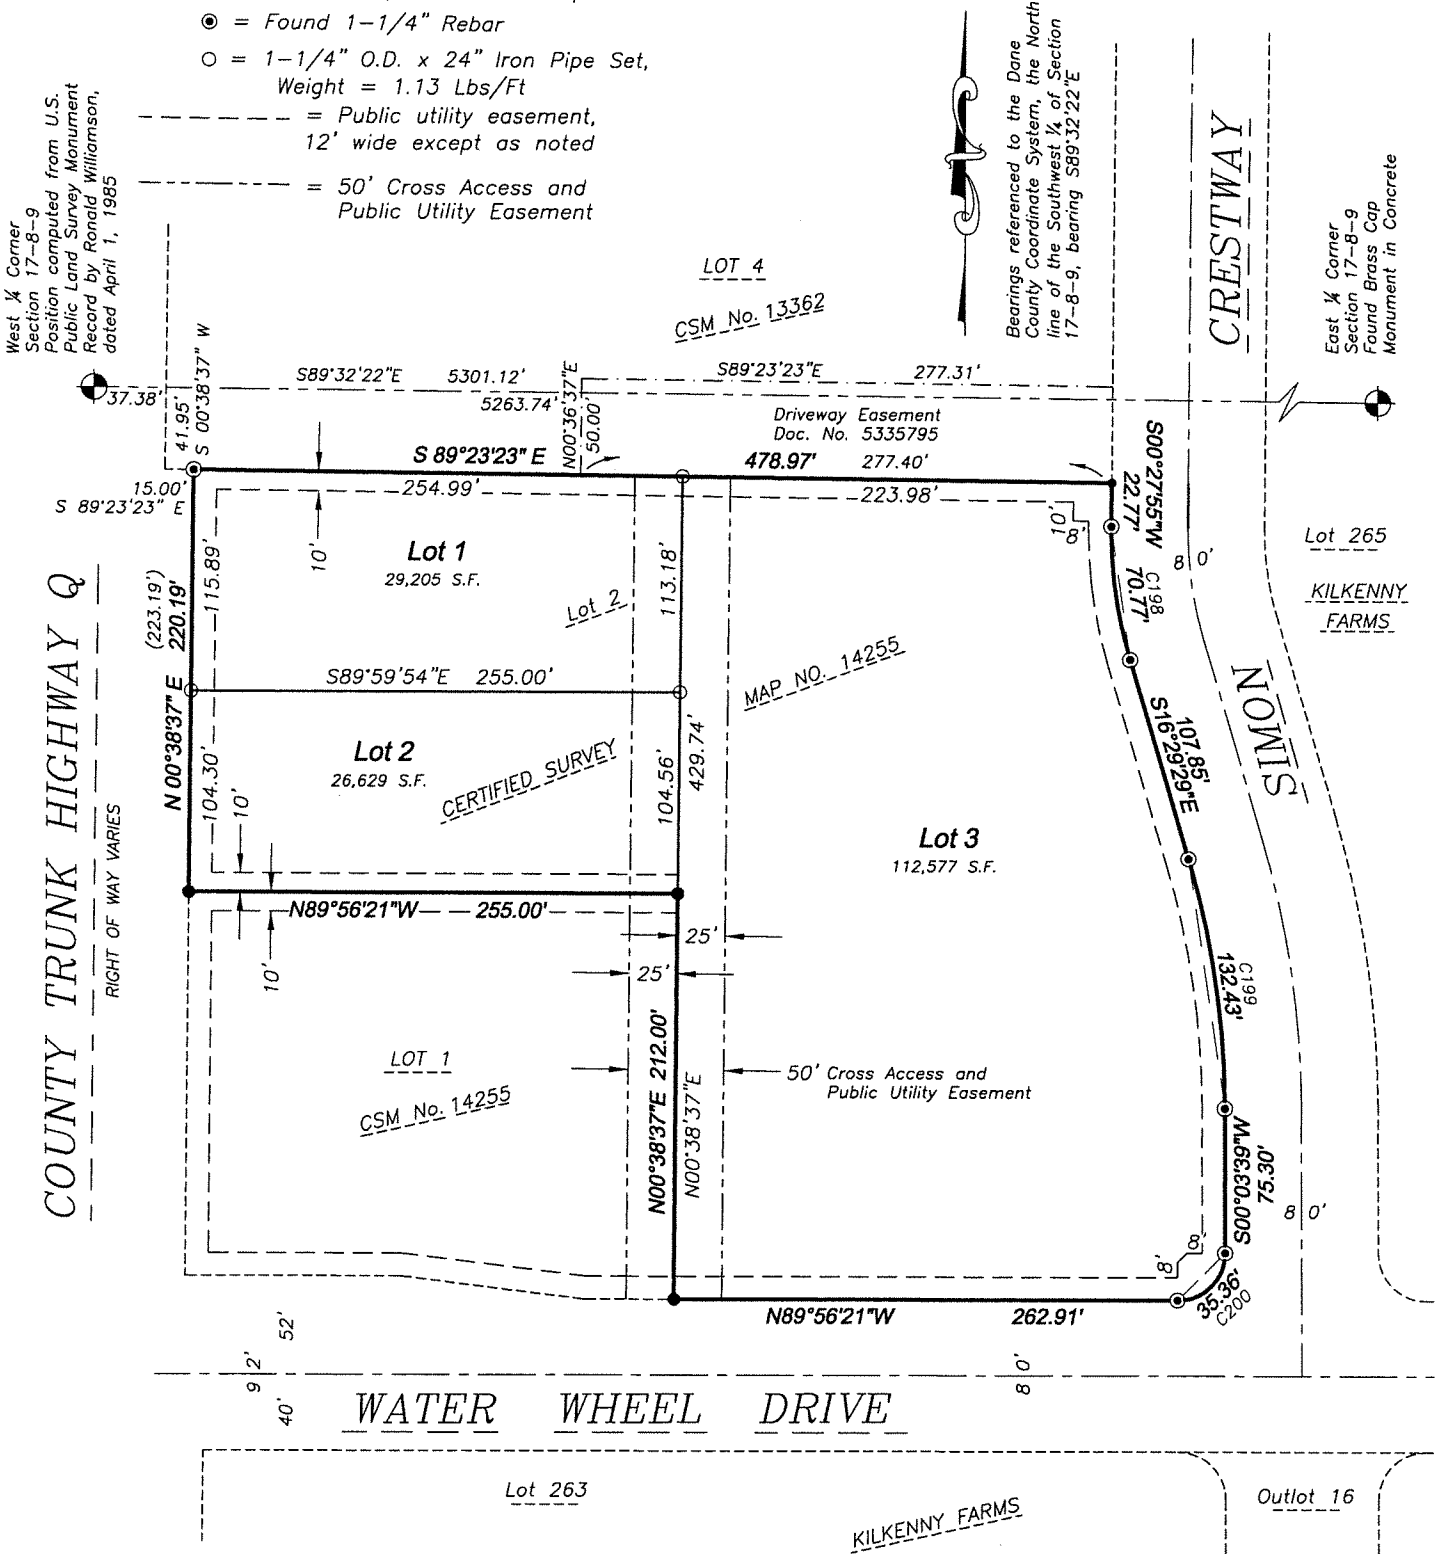 = Found 1-1/4" Rebar
= 1-1/4" O.D. x 24" Iron Pipe Set,
Weight = 1.13 Lbs/Ft
= Public utility easement,
12' wide except as noted
= 50' Cross Access and
Public Utility Easement
West ¼ Corner
Section 17-8-9
Position computed from U.S.
Public Land Survey Monument
Record by Ronald Williamson,
dated April 1, 1985
Bearings referenced to the Dane
County Coordinate System, the North
line of the Southwest ¼ of Section
17-8-9, bearing S89°32'22"E
CRESTWAY
East ¼ Corner
Section 17-8-9
Found Brass Cap
Monument in Concrete
LOT 4
CSM No. 13362
37.38'
41.95'
S 00°38'37" W
S89°32'22"E 5301.12'
5263.74'
N00°36'37"E
50.00'
S89°23'23"E 277.31'
Driveway Easement
Doc. No. 5335795
S 89°23'23" E 478.97' 277.40'
15.00'
S 89°23'23" E
254.99'
223.98'
10'
10'
8'
S00°27'55"W
22.77'
80'
Lot 265
KILKENNY
FARMS
C198
70.77'
Lot 1
29,205 S.F.
115.89'
113.18'
(223.19')
220.19'
N 00°38'37" E
Lot 2
MAP NO. 14255
S89°59'54"E 255.00'
SIMON
107.85'
S16°29'29"E
Lot 2
26,629 S.F.
104.30'
10'
CERTIFIED SURVEY
104.56'
429.74'
Lot 3
112,577 S.F.
COUNTY TRUNK HIGHWAY Q
RIGHT OF WAY VARIES
N89°56'21"W 255.00'
10'
25'
25'
C199
132.43'
LOT 1
CSM No. 14255
N00°38'37"E 212.00'
N00°38'37"E
50' Cross Access and
Public Utility Easement
S00°03'39"W
75.30'
80'
8'
8'
35.36'
C200
N89°56'21"W 262.91'
52'
92'
40'
80'
WATER WHEEL DRIVE
Lot 263
KILKENNY FARMS
Outlot 16